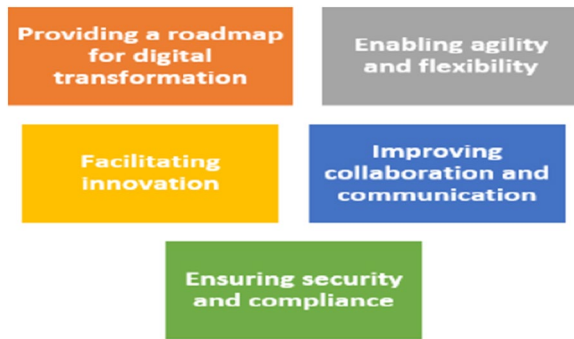 Providing a roadmap
for digital
transformation
Enabling agility
and flexibility
Facilitating
innovation
Improving
collaboration and
communication
Ensuring security
and compliance